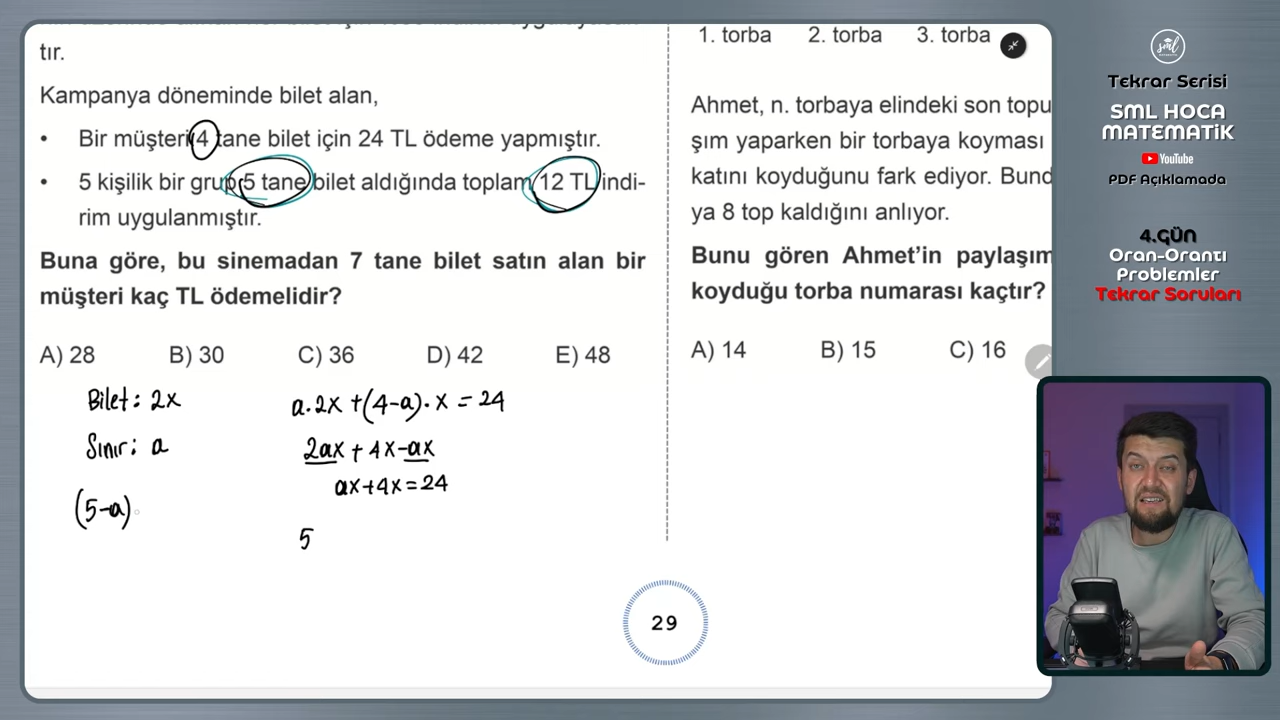 tır.
Kampanya döneminde bilet alan,
• Bir müşteri 4 tane bilet için 24 TL ödeme yapmıştır.
• 5 kişilik bir grup 5 tane bilet aldığında toplam 12 TL indi-
rim uygulanmıştır.
Buna göre, bu sinemadan 7 tane bilet satın alan bir
müşteri kaç TL ödemelidir?
A) 28 B) 30 C) 36 D) 42 E) 48
Bilet: 2x
Sınır: a
(5-a)
a.2x+(4-a).x=24
2ax+4x-ax
ax+4x=24
5
29
1. torba 2. torba 3. torba
Ahmet, n. torbaya elindeki son topu
şım yaparken bir torbaya koyması
katını koyduğunu fark ediyor. Bund
ya 8 top kaldığını anlıyor.
Bunu gören Ahmet'in paylaşım
koyduğu torba numarası kaçtır?
A) 14 B) 15 C) 16
sml
Tekrar Serisi
SML HOCA
MATEMATİK
YouTube
PDF Açıklamada
4.GÜN
Oran-Orantı
Problemler
Tekrar Soruları